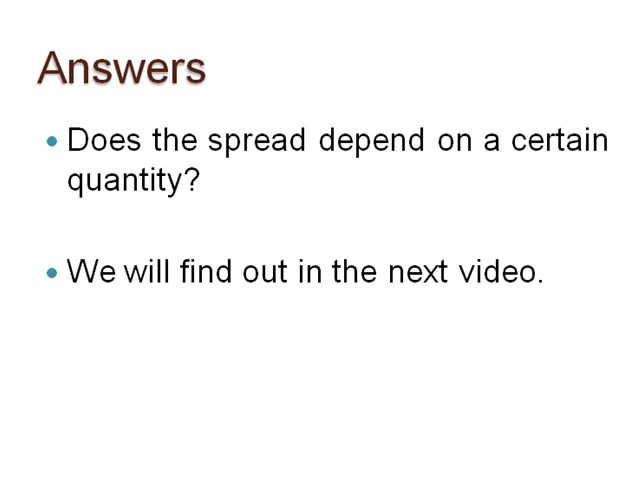 Answers
• Does the spread depend on a certain
quantity?
• We will find out in the next video.